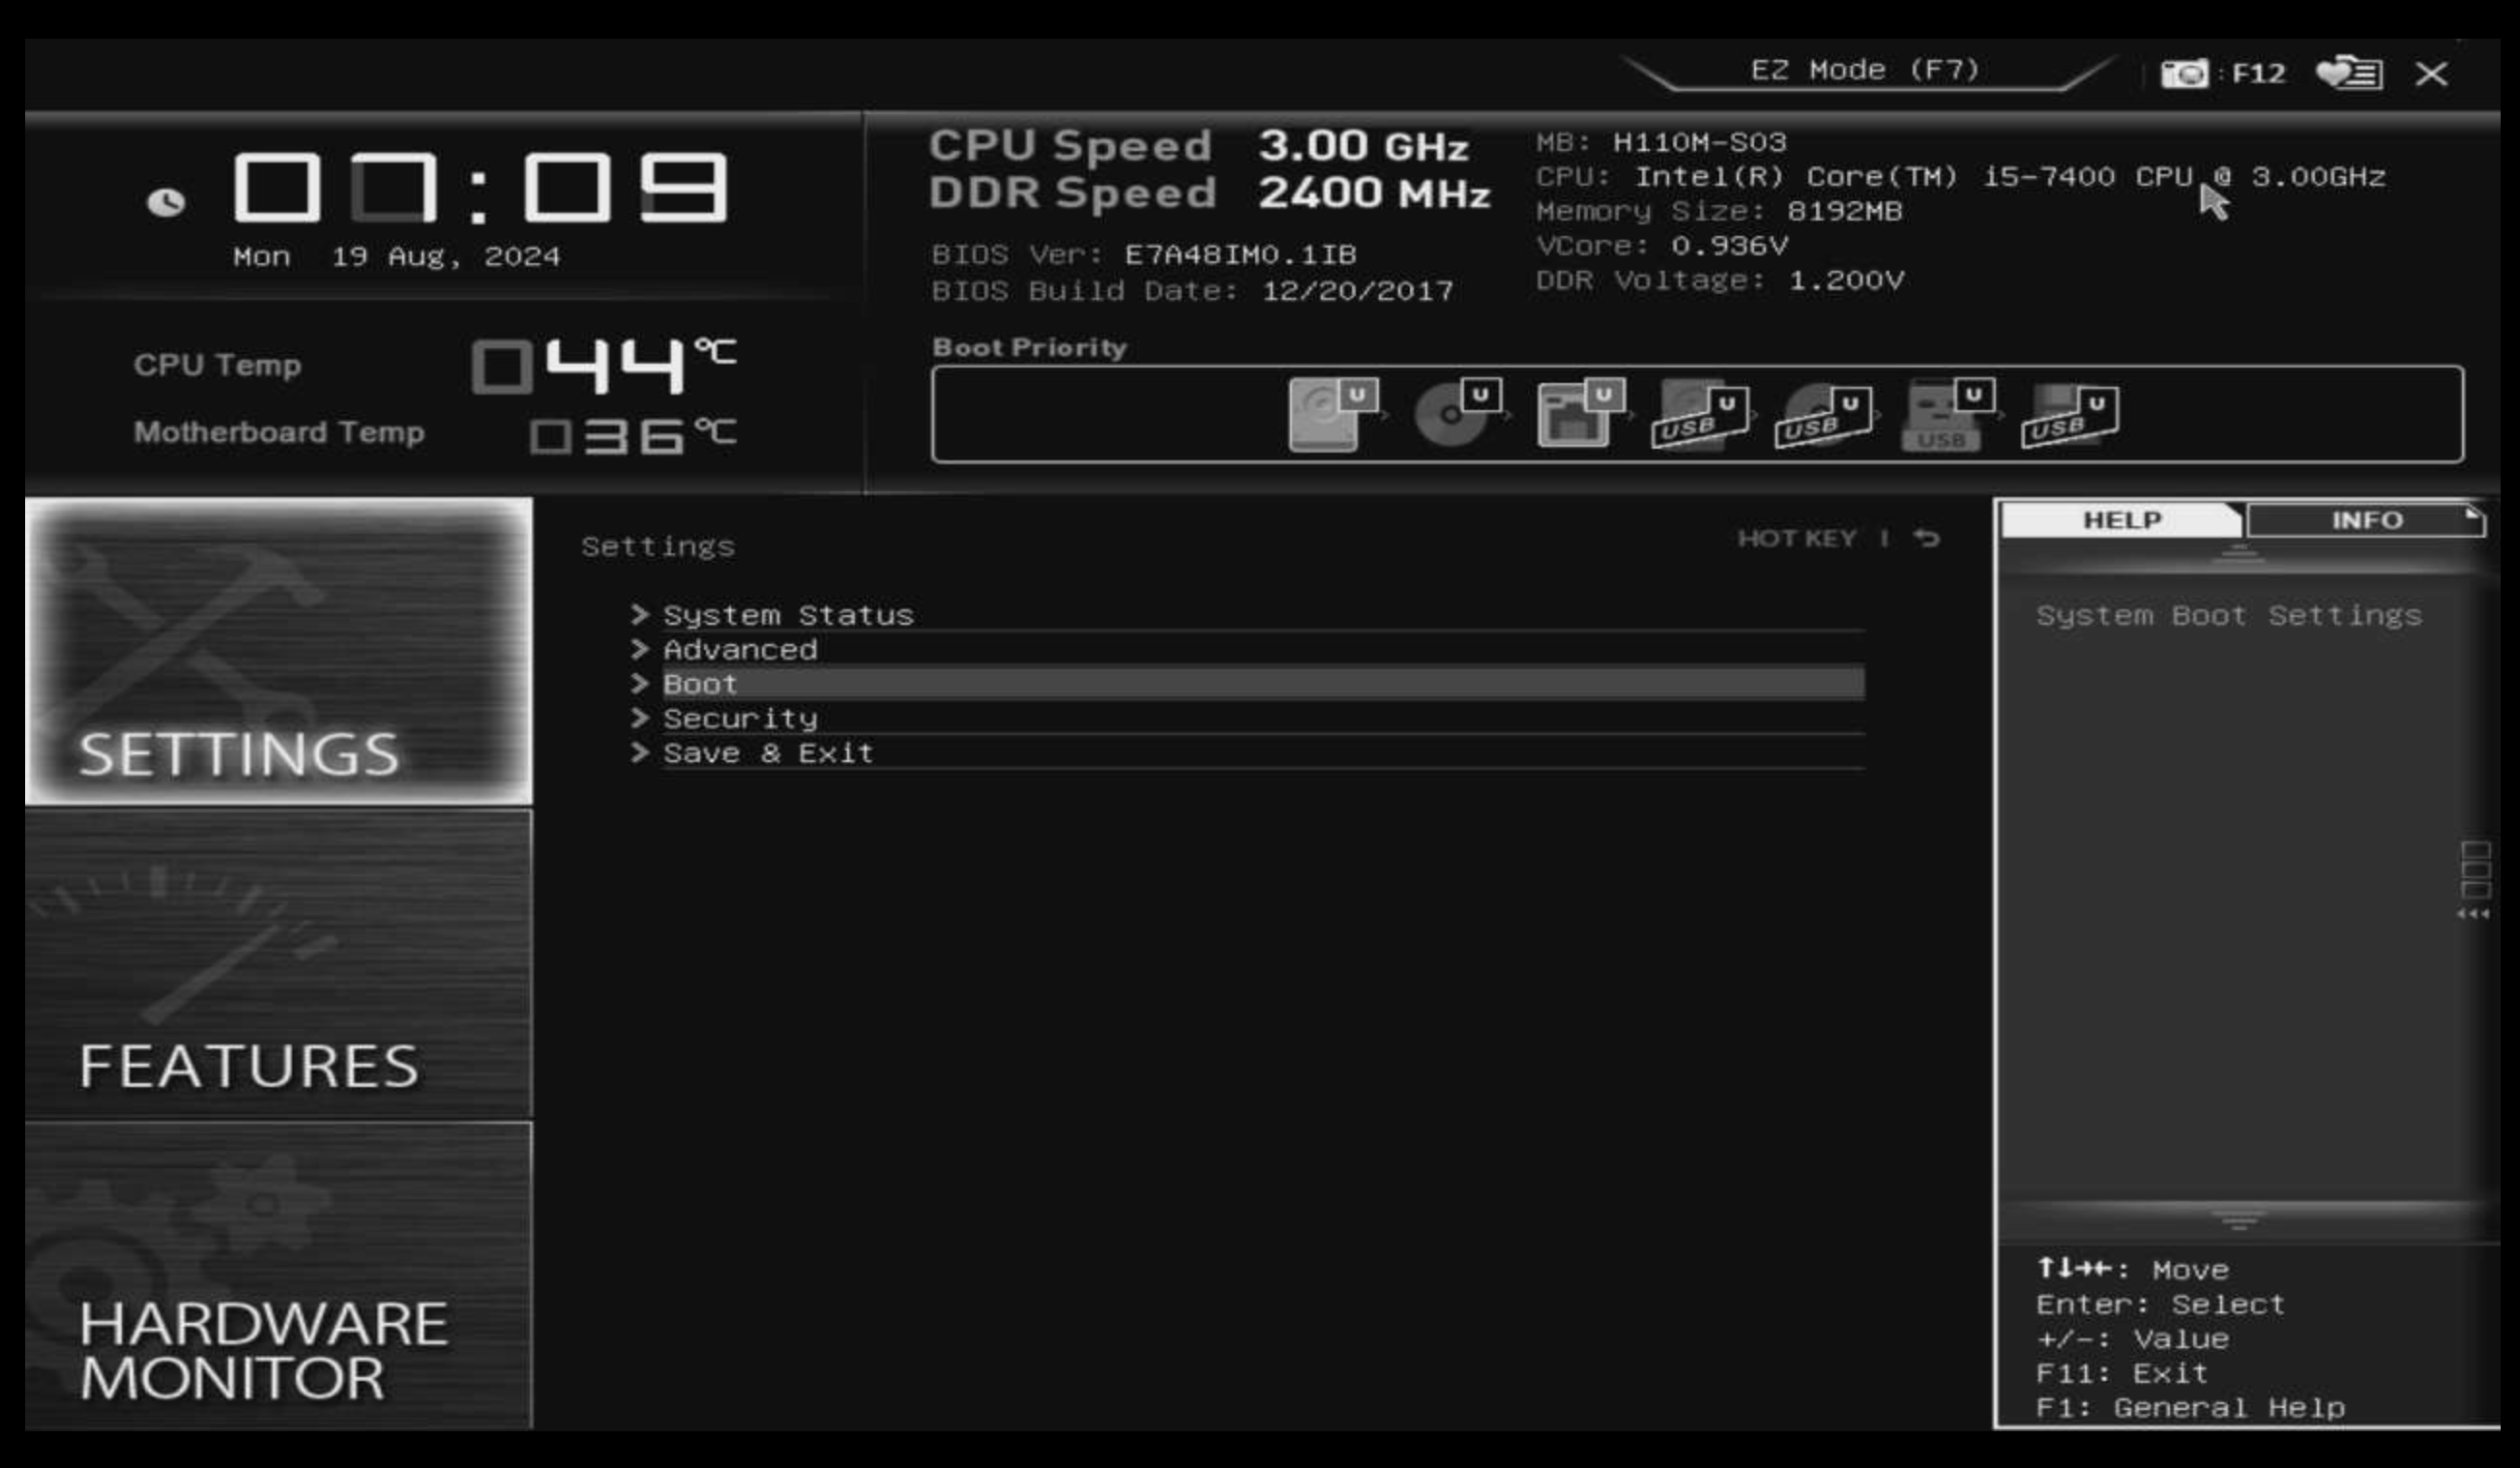 EZ Mode (F7)
: F12
07:09
Mon 19 Aug, 2024
CPU Temp 044°C
Motherboard Temp 036°C
CPU Speed 3.00 GHz
DDR Speed 2400 MHz
BIOS Ver: E7A48IM0.1IB
BIOS Build Date: 12/20/2017
MB: H110M-S03
CPU: Intel(R) Core(TM) i5-7400 CPU @ 3.00GHz
Memory Size: 8192MB
VCore: 0.936V
DDR Voltage: 1.200V
Boot Priority
U U U U USB U USB U USB U USB
SETTINGS
FEATURES
HARDWARE
MONITOR
Settings
HOT KEY |
> System Status
> Advanced
> Boot
> Security
> Save & Exit
HELP INFO
System Boot Settings
↑↓→←: Move
Enter: Select
+/-: Value
F11: Exit
F1: General Help